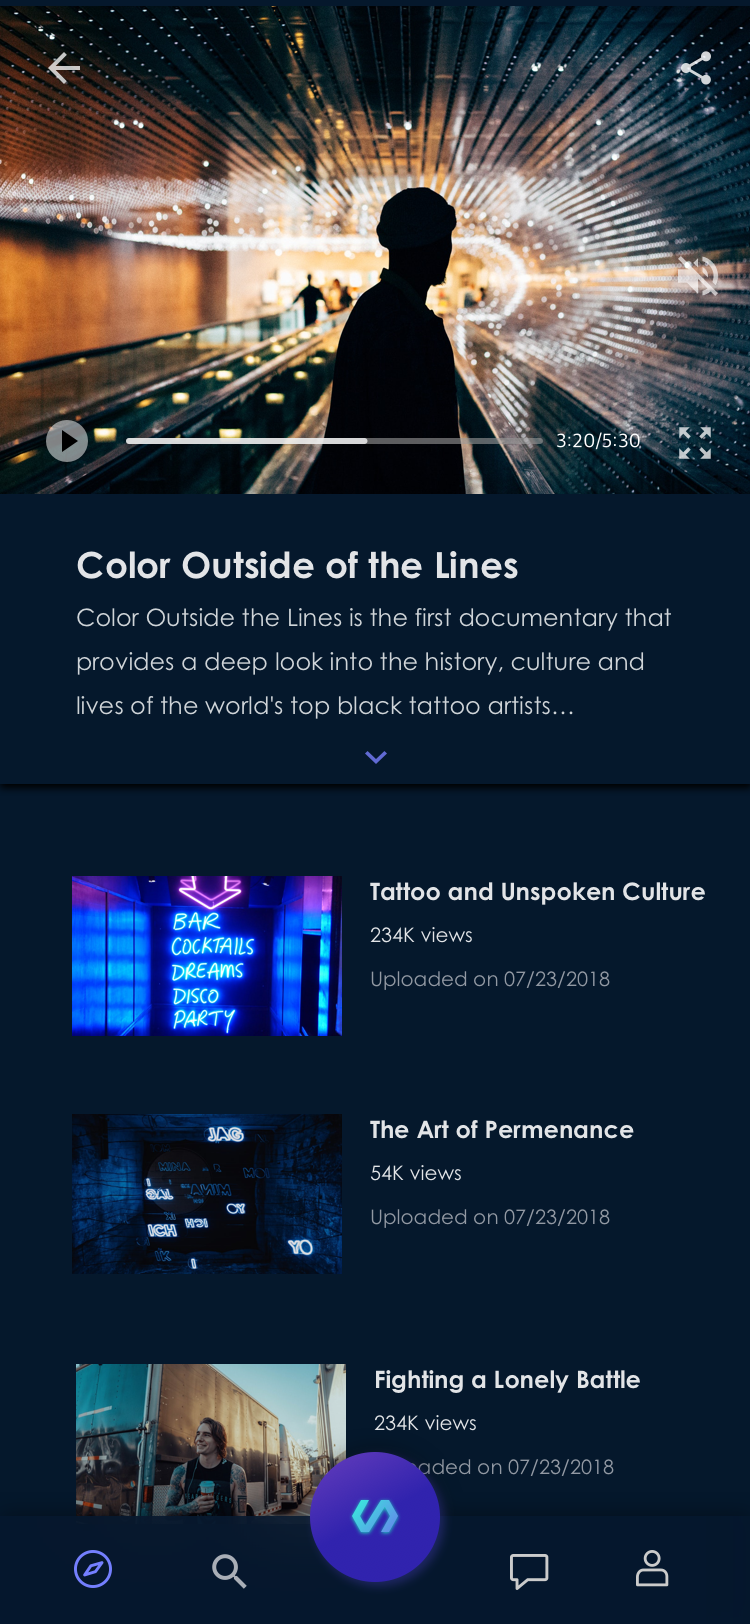 3:20/5:30
Color Outside of the Lines
Color Outside the Lines is the first documentary that
provides a deep look into the history, culture and
lives of the world's top black tattoo artists...
BAR
COCKTAILS
DREAMS
DISCO
PARTY
Tattoo and Unspoken Culture
234K views
Uploaded on 07/23/2018
JAG
ICH
YO
The Art of Permenance
54K views
Uploaded on 07/23/2018
Fighting a Lonely Battle
234K views
aded on 07/23/2018